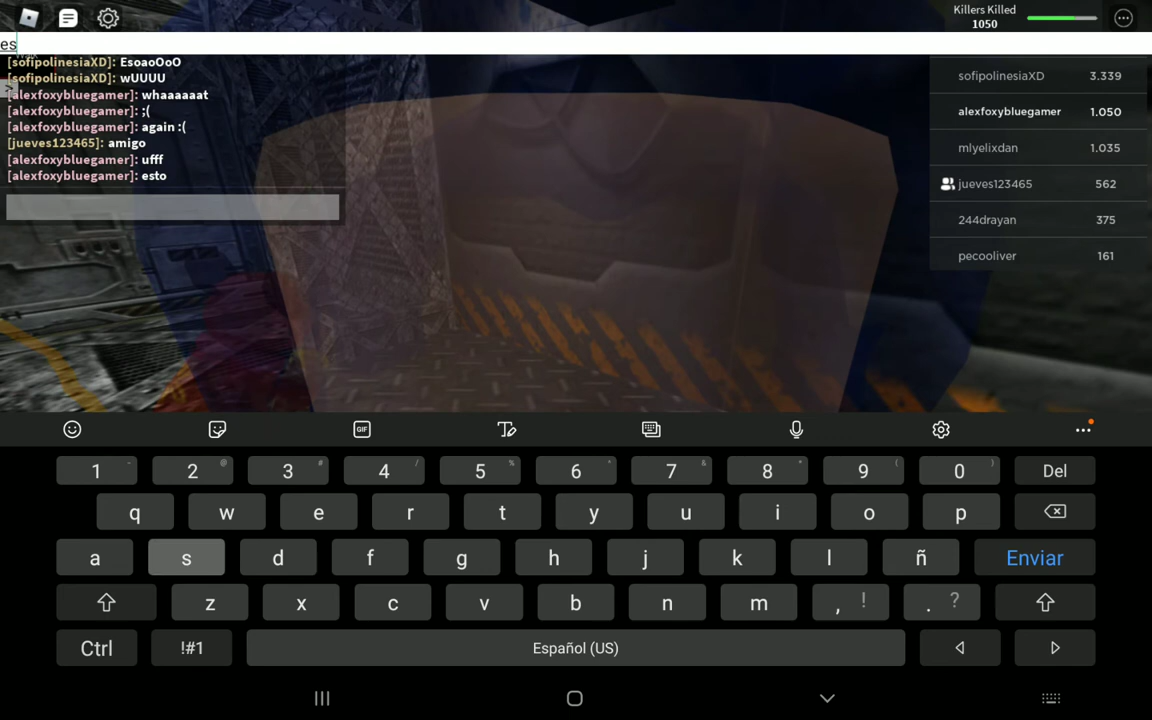 Killers Killed
1050
es
[sofipolinesiaXD]: EsoaoOoO
[sofipolinesiaXD]: wUUUU
[alexfoxybluegamer]: whaaaaaat
[alexfoxybluegamer]: ;(
[alexfoxybluegamer]: again :(
[jueves123465]: amigo
[alexfoxybluegamer]: ufff
[alexfoxybluegamer]: esto
sofipolinesiaXD 3.339
alexfoxybluegamer 1.050
mlyelixdan 1.035
jueves123465 562
244drayan 375
pecooliver 161
GIF
1 2 3 4 5 6 7 8 9 0 Del
q w e r t y u i o p
a s d f g h j k l ñ Enviar
z x c v b n m , ! . ?
Ctrl !#1 Español (US)